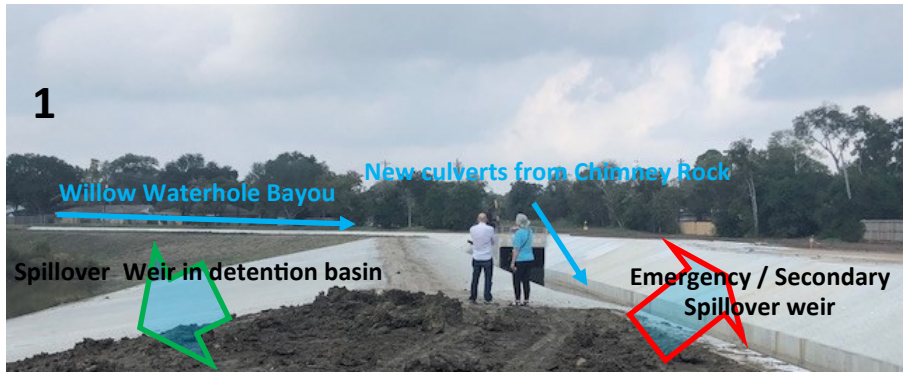 1
New culverts from Chimney Rock
Willow Waterhole Bayou
Spillover  Weir in detention basin
Emergency / Secondary
Spillover weir